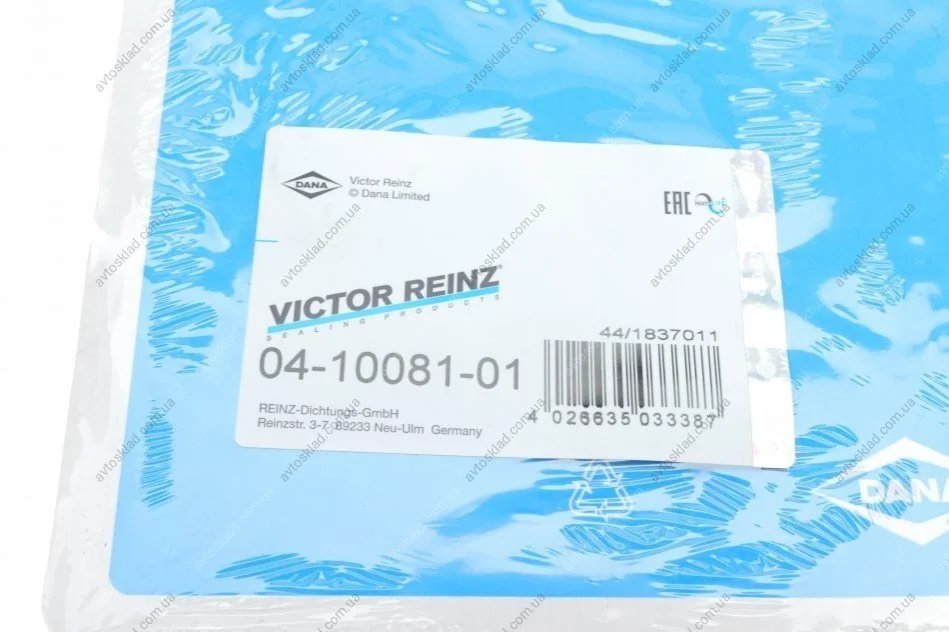 DANA
Victor Reinz
© Dana Limited
EAC
VICTOR REINZ
SEALING PRODUCTS
44/1837011
04-10081-01
4 026635 033387
REINZ-Dichtungs-GmbH
Reinzstr. 3-7, 89233 Neu-Ulm Germany
DANA
avtosklad.com.ua